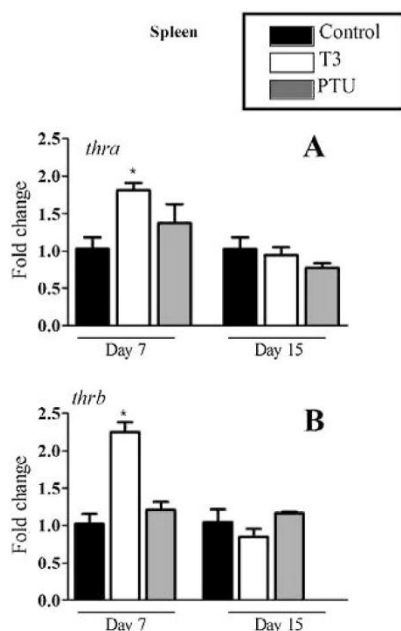 Spleen
Control
T3
PTU
thra
A
*
Fold change
2.5
2.0
1.5
1.0
0.5
0.0
Day 7
Day 15
thrb
B
*
Fold change
2.5
2.0
1.5
1.0
0.5
0.0
Day 7
Day 15